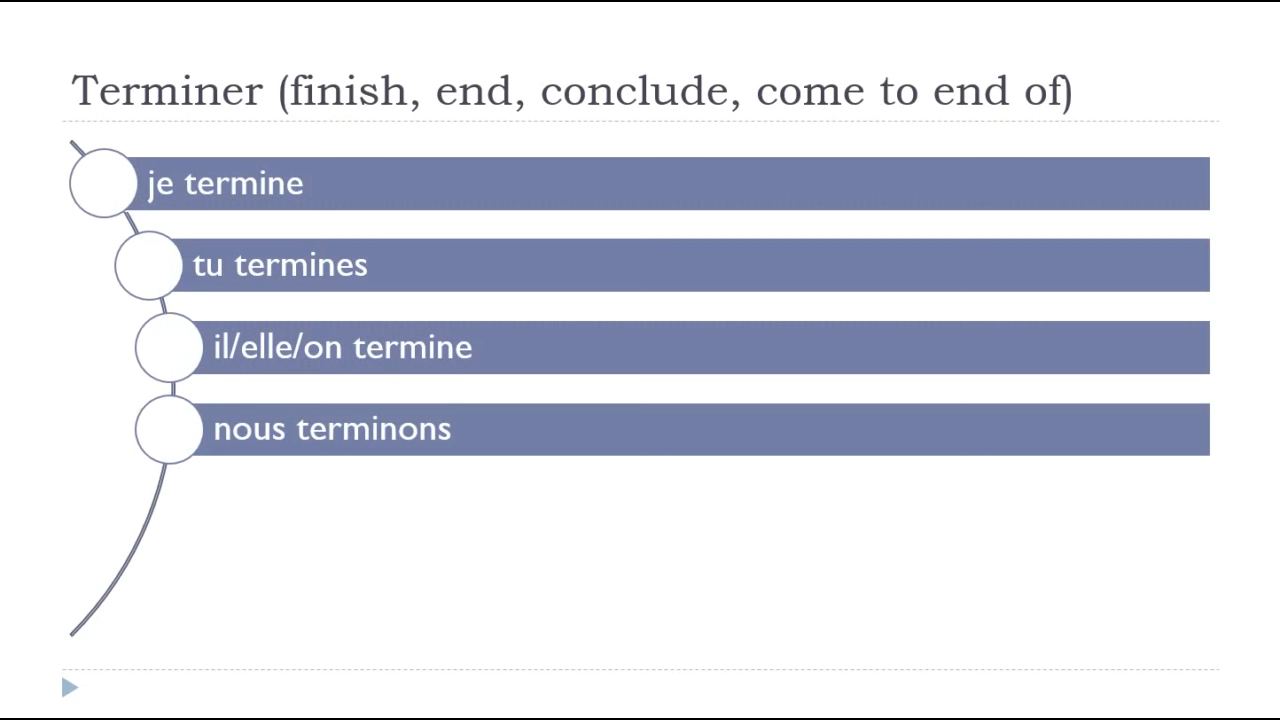 Terminer (finish, end, conclude, come to end of)
je termine
tu termines
il/elle/on termine
nous terminons